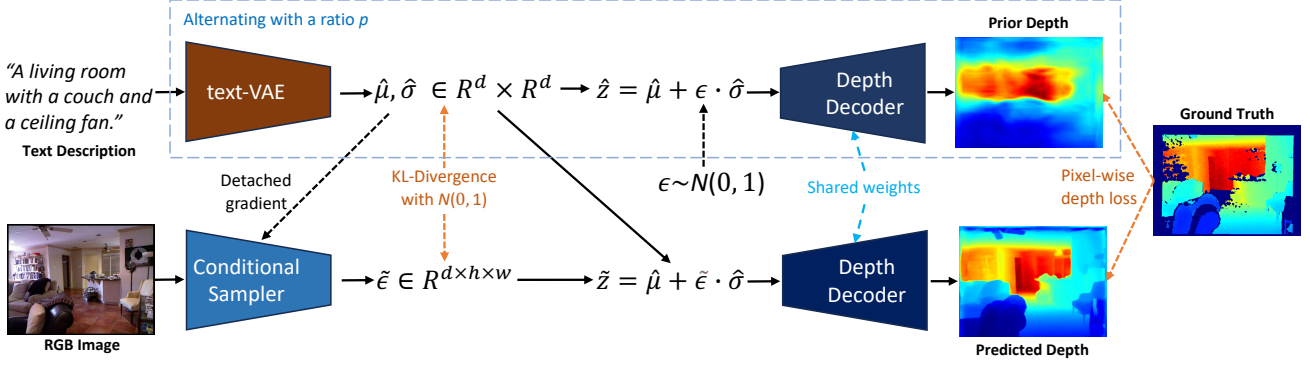 Alternating with a ratio p
Prior Depth
“A living room
with a couch and
a ceiling fan.”
Text Description
text-VAE
μ̂, σ̂ ∈ R^d × R^d
ẑ = μ̂ + ϵ · σ̂
Depth
Decoder
Ground Truth
Detached
gradient
KL-Divergence
with N(0, 1)
ϵ~N(0, 1)
Shared weights
Pixel-wise
depth loss
Conditional
Sampler
ϵ̃ ∈ R^{d×h×w}
z̃ = μ̂ + ϵ̃ · σ̂
Depth
Decoder
RGB Image
Predicted Depth